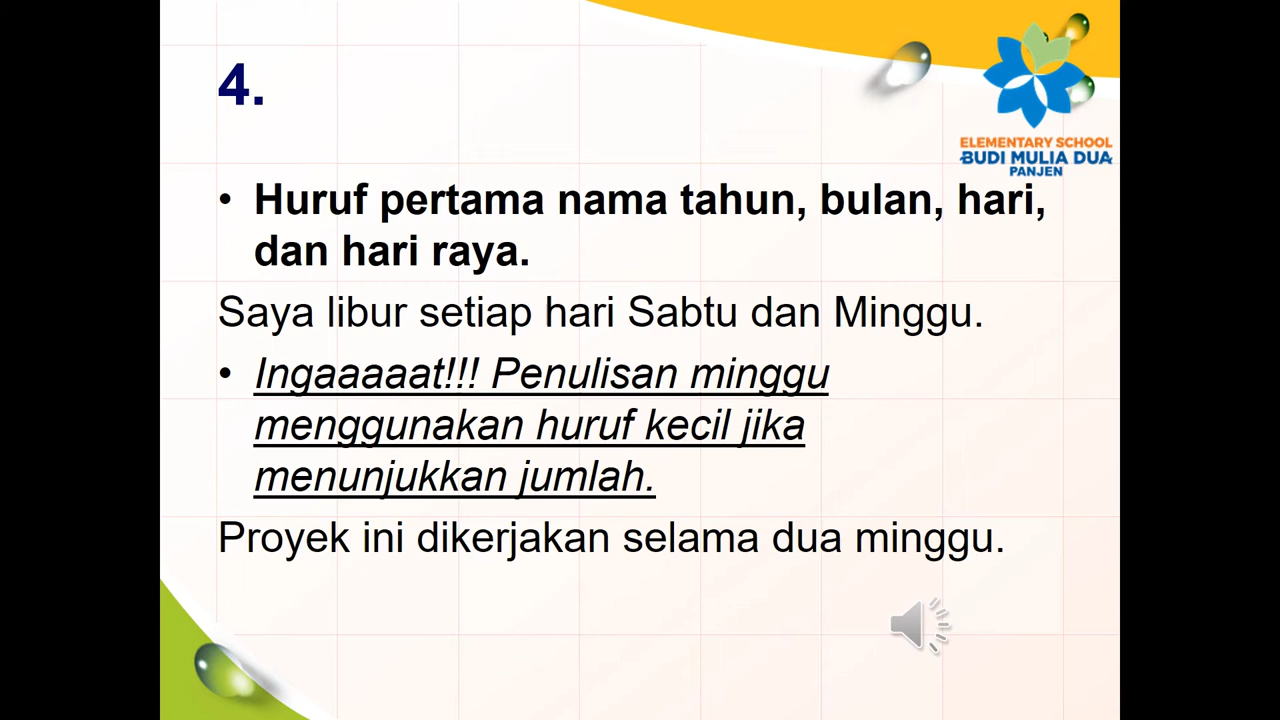 4.
ELEMENTARY SCHOOL
BUDI MULIA DUA
PANJEN
• Huruf pertama nama tahun, bulan, hari,
dan hari raya.
Saya libur setiap hari Sabtu dan Minggu.
• Ingaaaaat!!! Penulisan minggu
menggunakan huruf kecil jika
menunjukkan jumlah.
Proyek ini dikerjakan selama dua minggu.